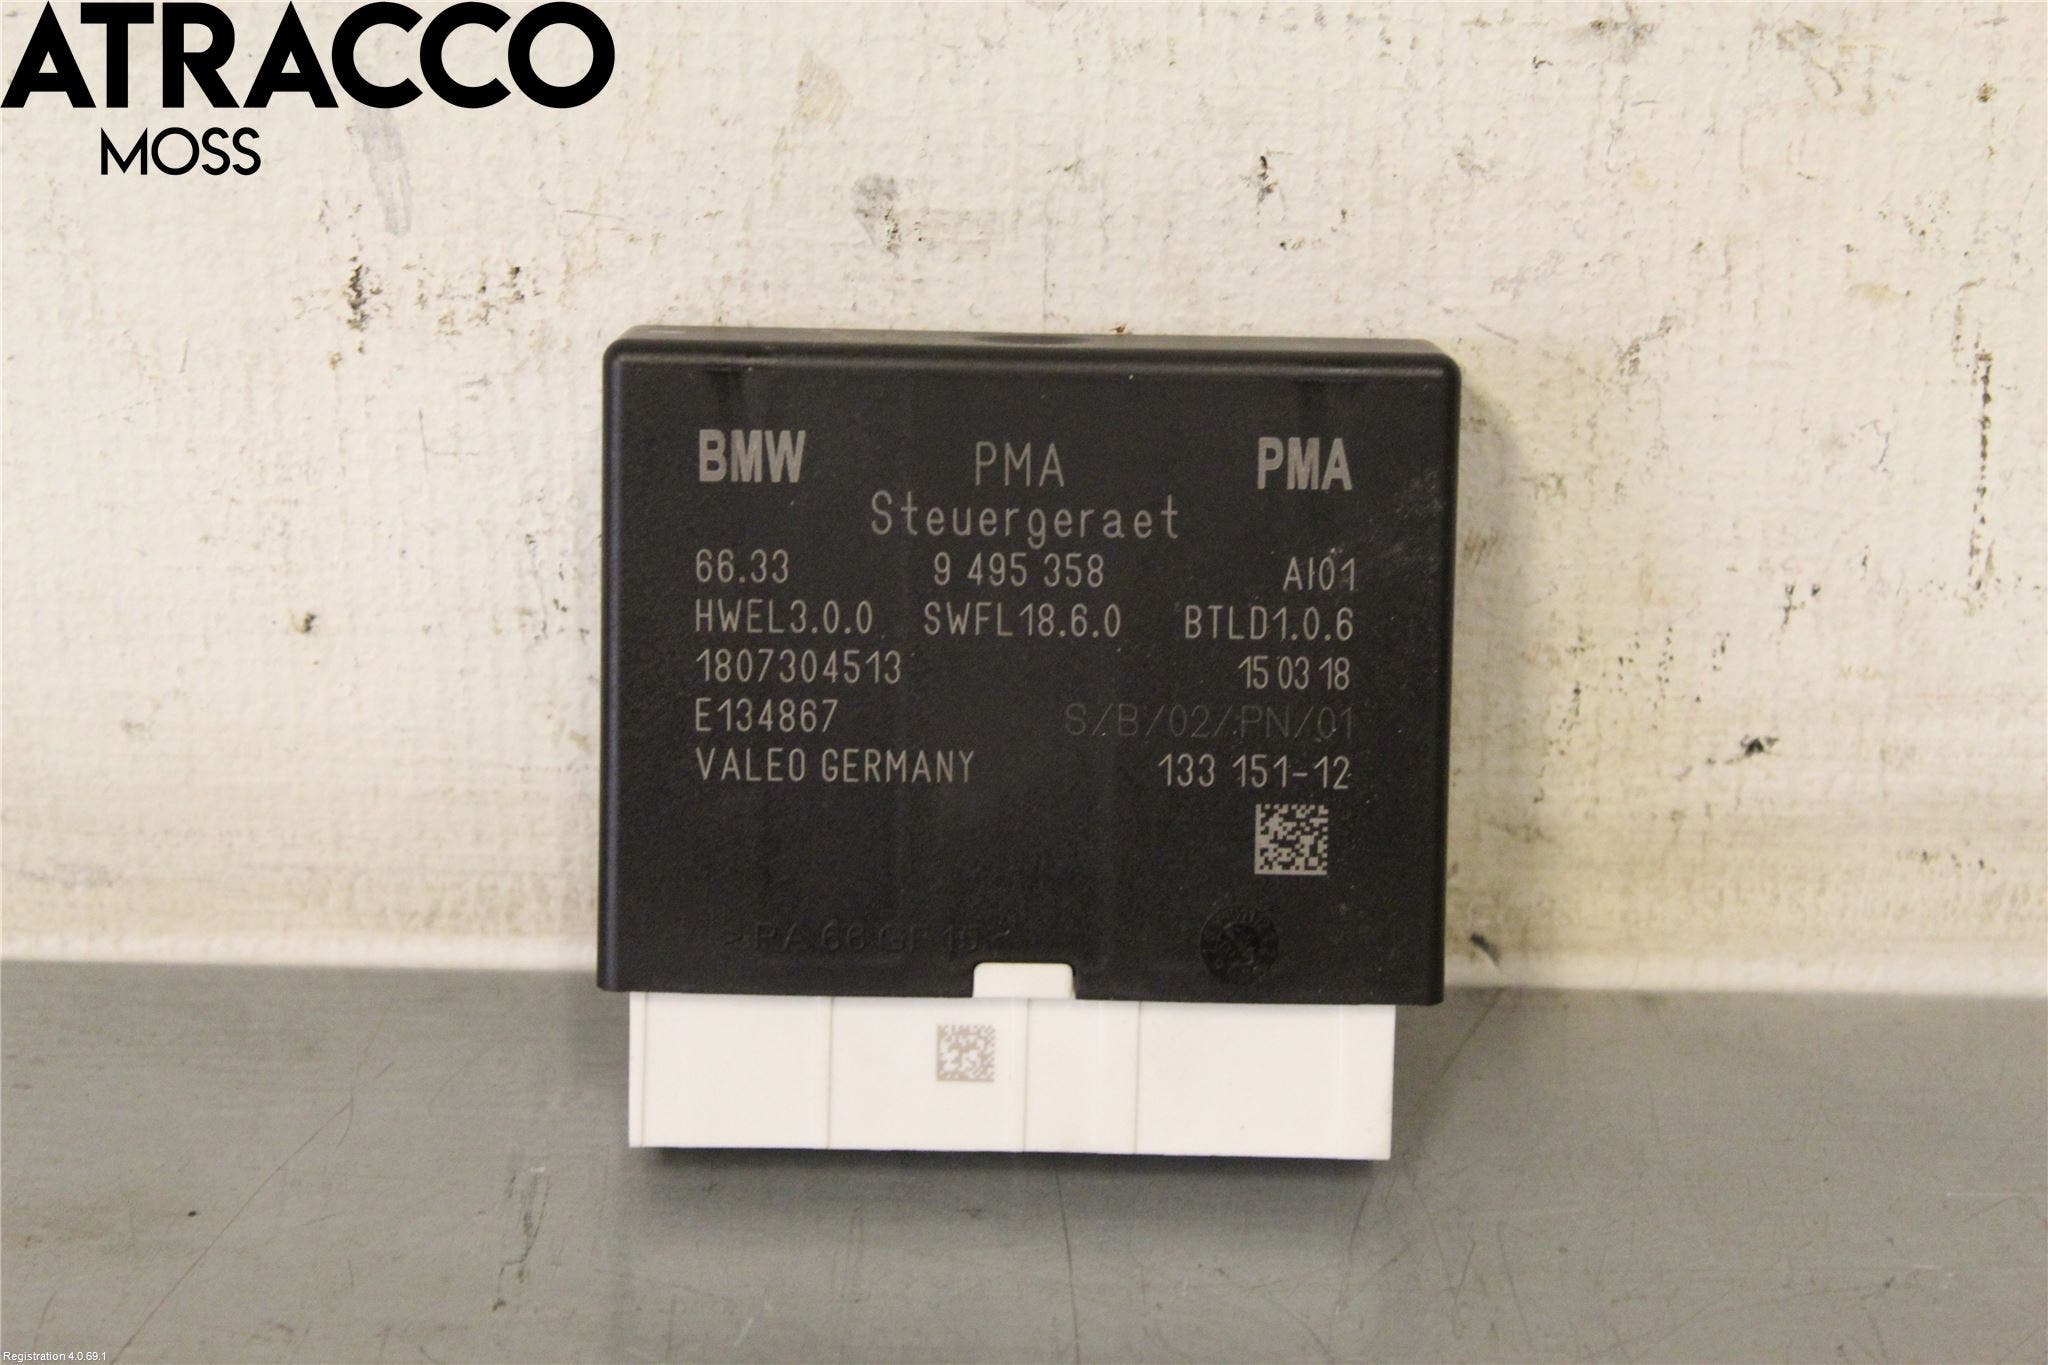 ATRACCO
MOSS
BMW PMA PMA
Steuergeraet
66.33 9 495 358 AI01
HWEL3.0.0 SWFL18.6.0 BTLD1.0.6
1807304513 15 03 18
E134867 S/B/02/PN/01
VALEO GERMANY 133 151-12
Registration 4.0.69.1